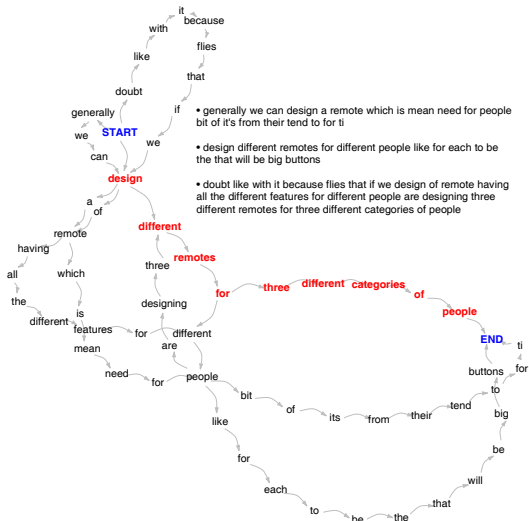 it
with
because
flies
like
that
doubt
generally
if
START
we
we
can
design
• generally we can design a remote which is mean need for people
bit of it's from their tend to for ti
• design different remotes for different people like for each to be
the that will be big buttons
• doubt like with it because flies that if we design of remote having
all the different features for different people are designing three
different remotes for three different categories of people
a
of
different
remote
having
remotes
three
which
all
for
three
different
categories
of
people
the
designing
is
different
features
for
different
END
ti
mean
are
need
for
people
buttons
for
to
bit
of
its
from
their
tend
big
like
for
be
each
will
to
that
be
the